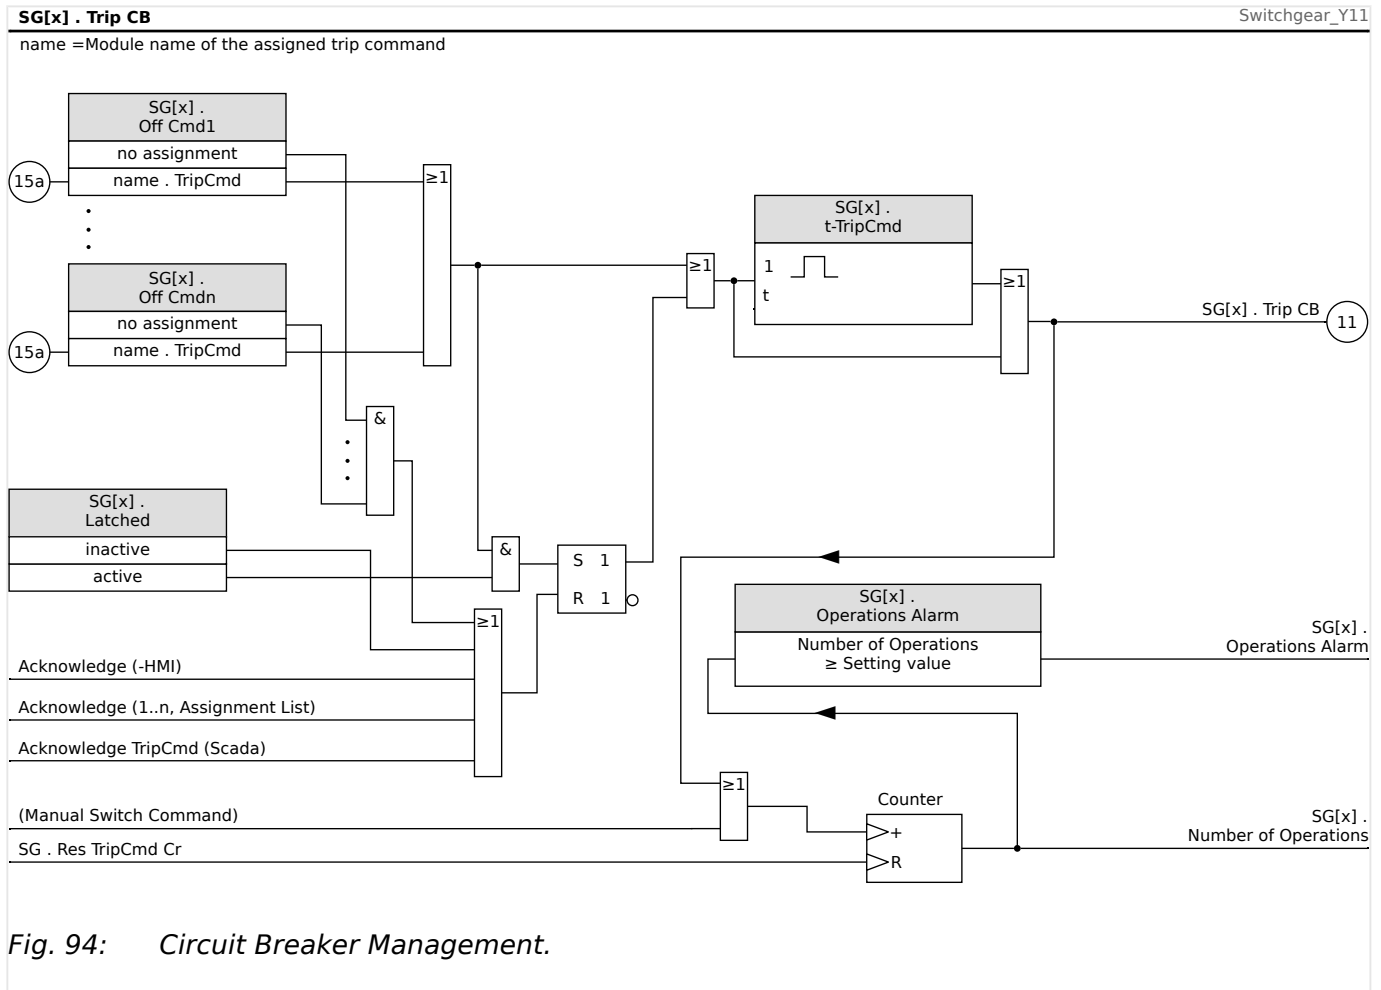 SG[x] . Trip CB
Switchgear_Y11
name =Module name of the assigned trip command
SG[x] .
Off Cmd1
no assignment
15a
name . TripCmd
≥1
SG[x] .
t-TripCmd
1
t
≥1
≥1
SG[x] . Trip CB
11
SG[x] .
Off Cmdn
no assignment
15a
name . TripCmd
&
SG[x] .
Latched
inactive
active
&
S 1
R 1
≥1
SG[x] .
Operations Alarm
Number of Operations
≥ Setting value
SG[x] .
Operations Alarm
Acknowledge (-HMI)
Acknowledge (1..n, Assignment List)
Acknowledge TripCmd (Scada)
≥1
Counter
(Manual Switch Command)
+
SG[x] .
Number of Operations
SG . Res TripCmd Cr
R
Fig. 94: Circuit Breaker Management.